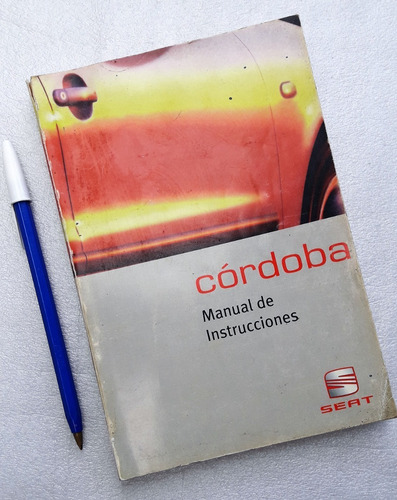 córdoba
Manual de
Instrucciones
SEAT